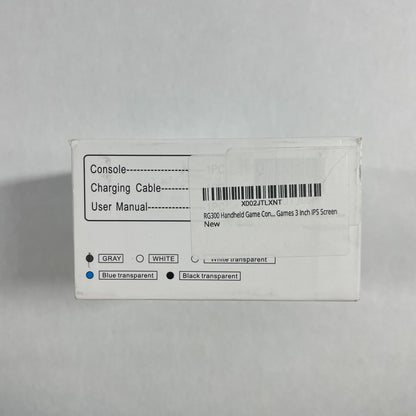 Console---------------------1PC
Charging Cable-------
User Manual----------
X002JTLXNT
RG300 Handheld Game Con... Games 3 Inch IPS Screen
New
GRAY WHITE White transparent
Blue transparent Black transparent